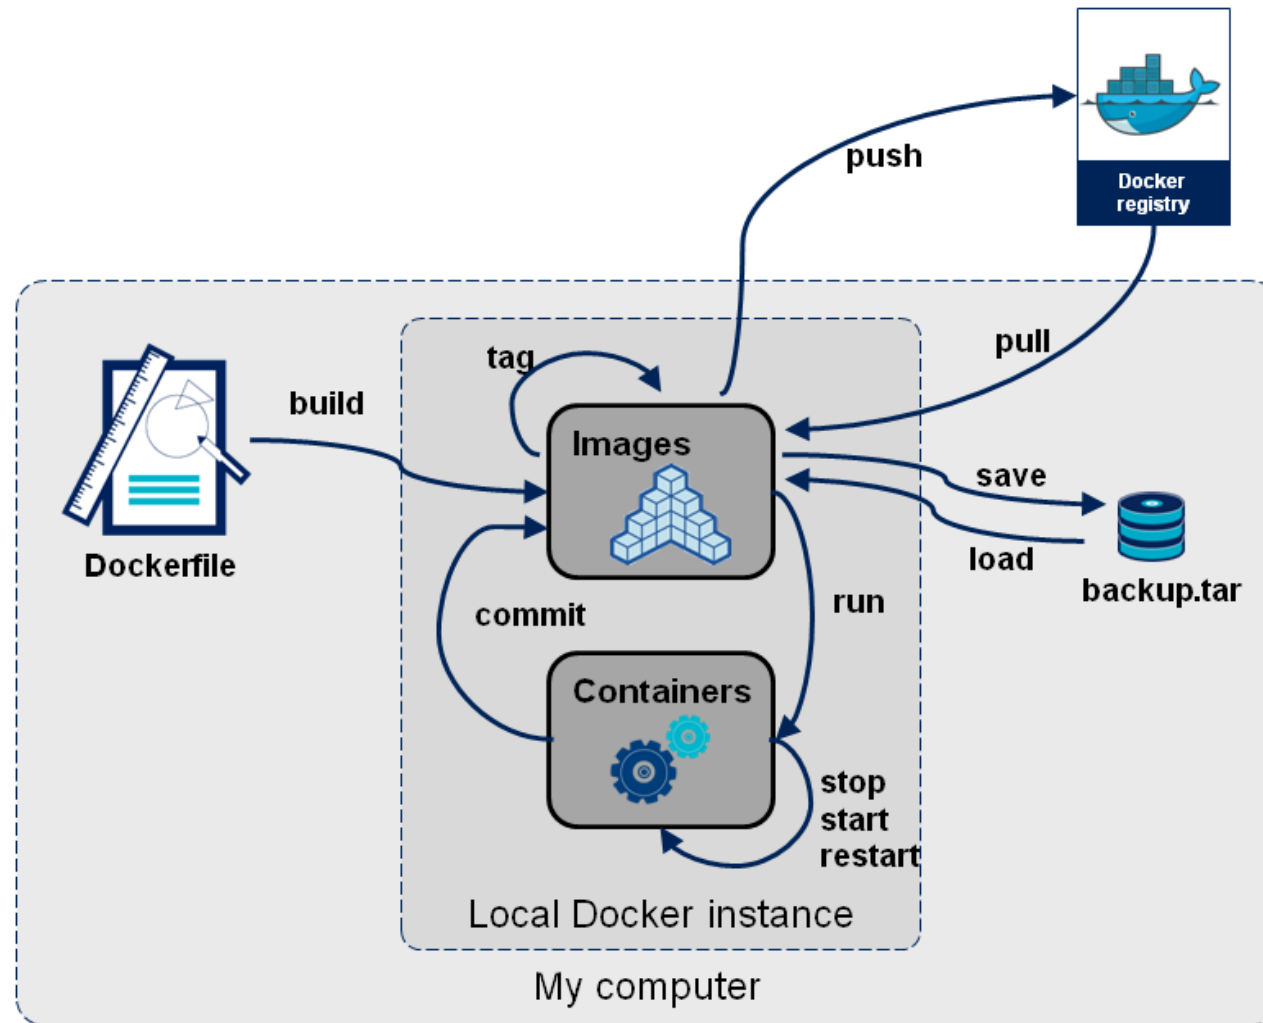 push
Docker
registry
tag
pull
build
Images
save
Dockerfile
load
backup.tar
commit
run
Containers
stop
start
restart
Local Docker instance
My computer